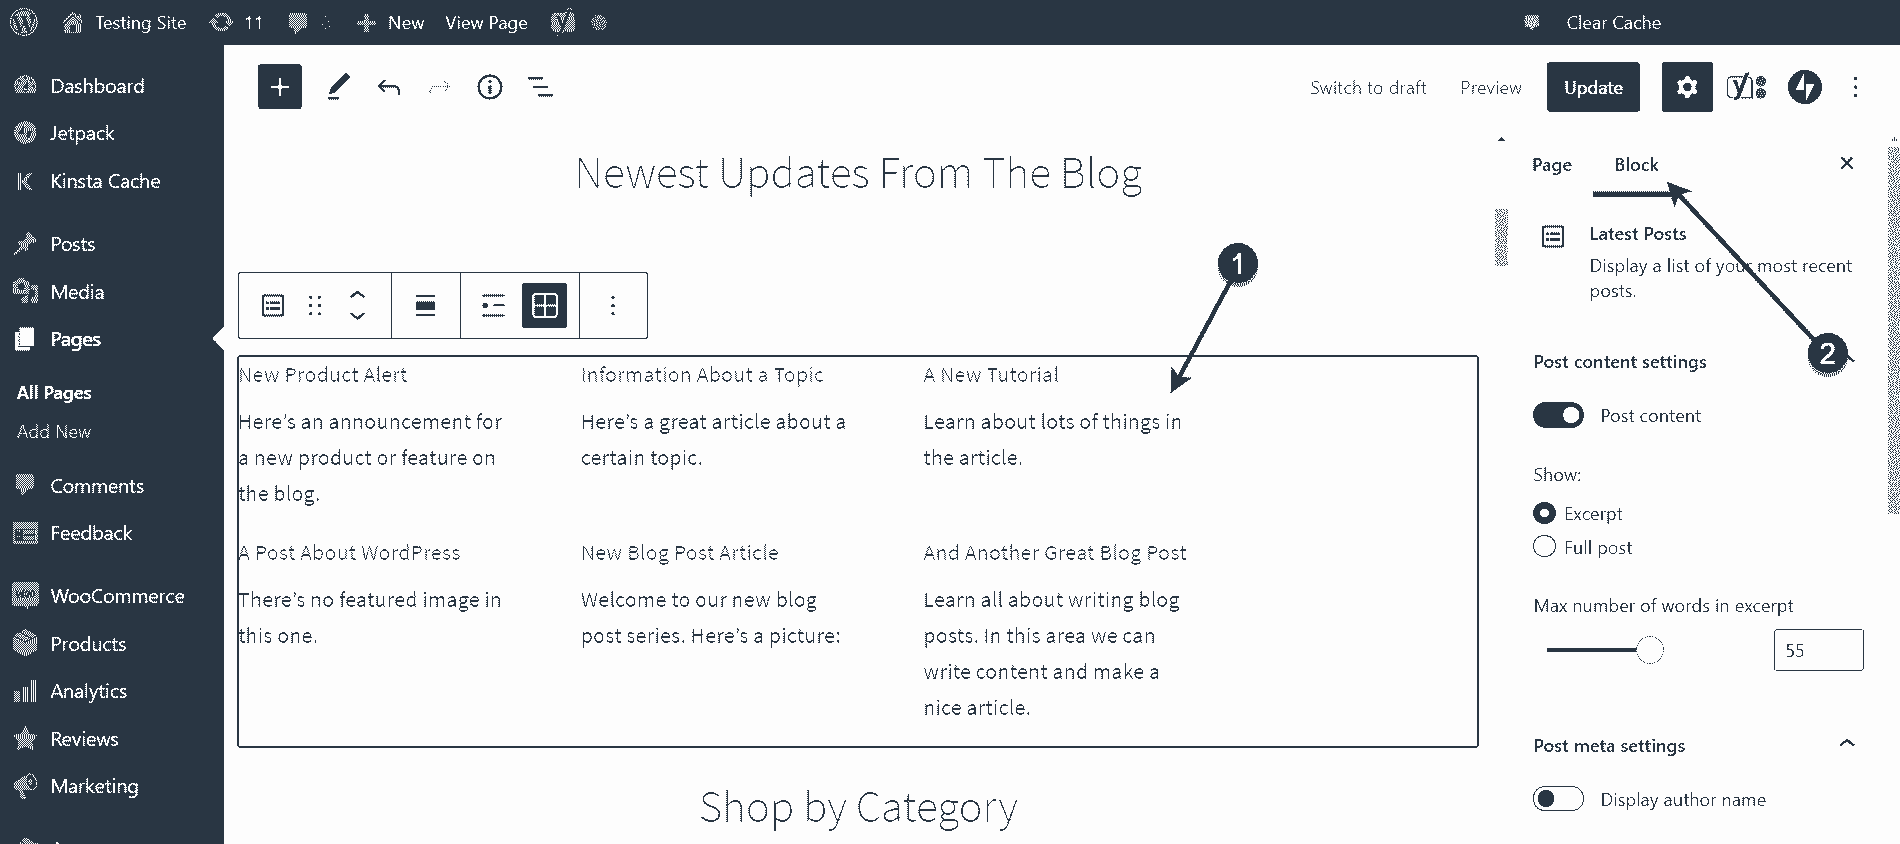 Testing Site 11 New View Page Clear Cache
Dashboard
Jetpack
Kinsta Cache
Posts
Media
Pages
All Pages
Add New
Comments
Feedback
WooCommerce
Products
Analytics
Reviews
Marketing
Switch to draft Preview Update
Newest Updates From The Blog
1
New Product Alert
Here's an announcement for
a new product or feature on
the blog.
Information About a Topic
Here's a great article about a
certain topic.
A New Tutorial
Learn about lots of things in
the article.
A Post About WordPress
There's no featured image in
this one.
New Blog Post Article
Welcome to our new blog
post series. Here's a picture:
And Another Great Blog Post
Learn all about writing blog
posts. In this area we can
write content and make a
nice article.
Shop by Category
Page Block
Latest Posts
Display a list of your most recent
posts.
2
Post content settings
Post content
Show:
Excerpt
Full post
Max number of words in excerpt
55
Post meta settings
Display author name